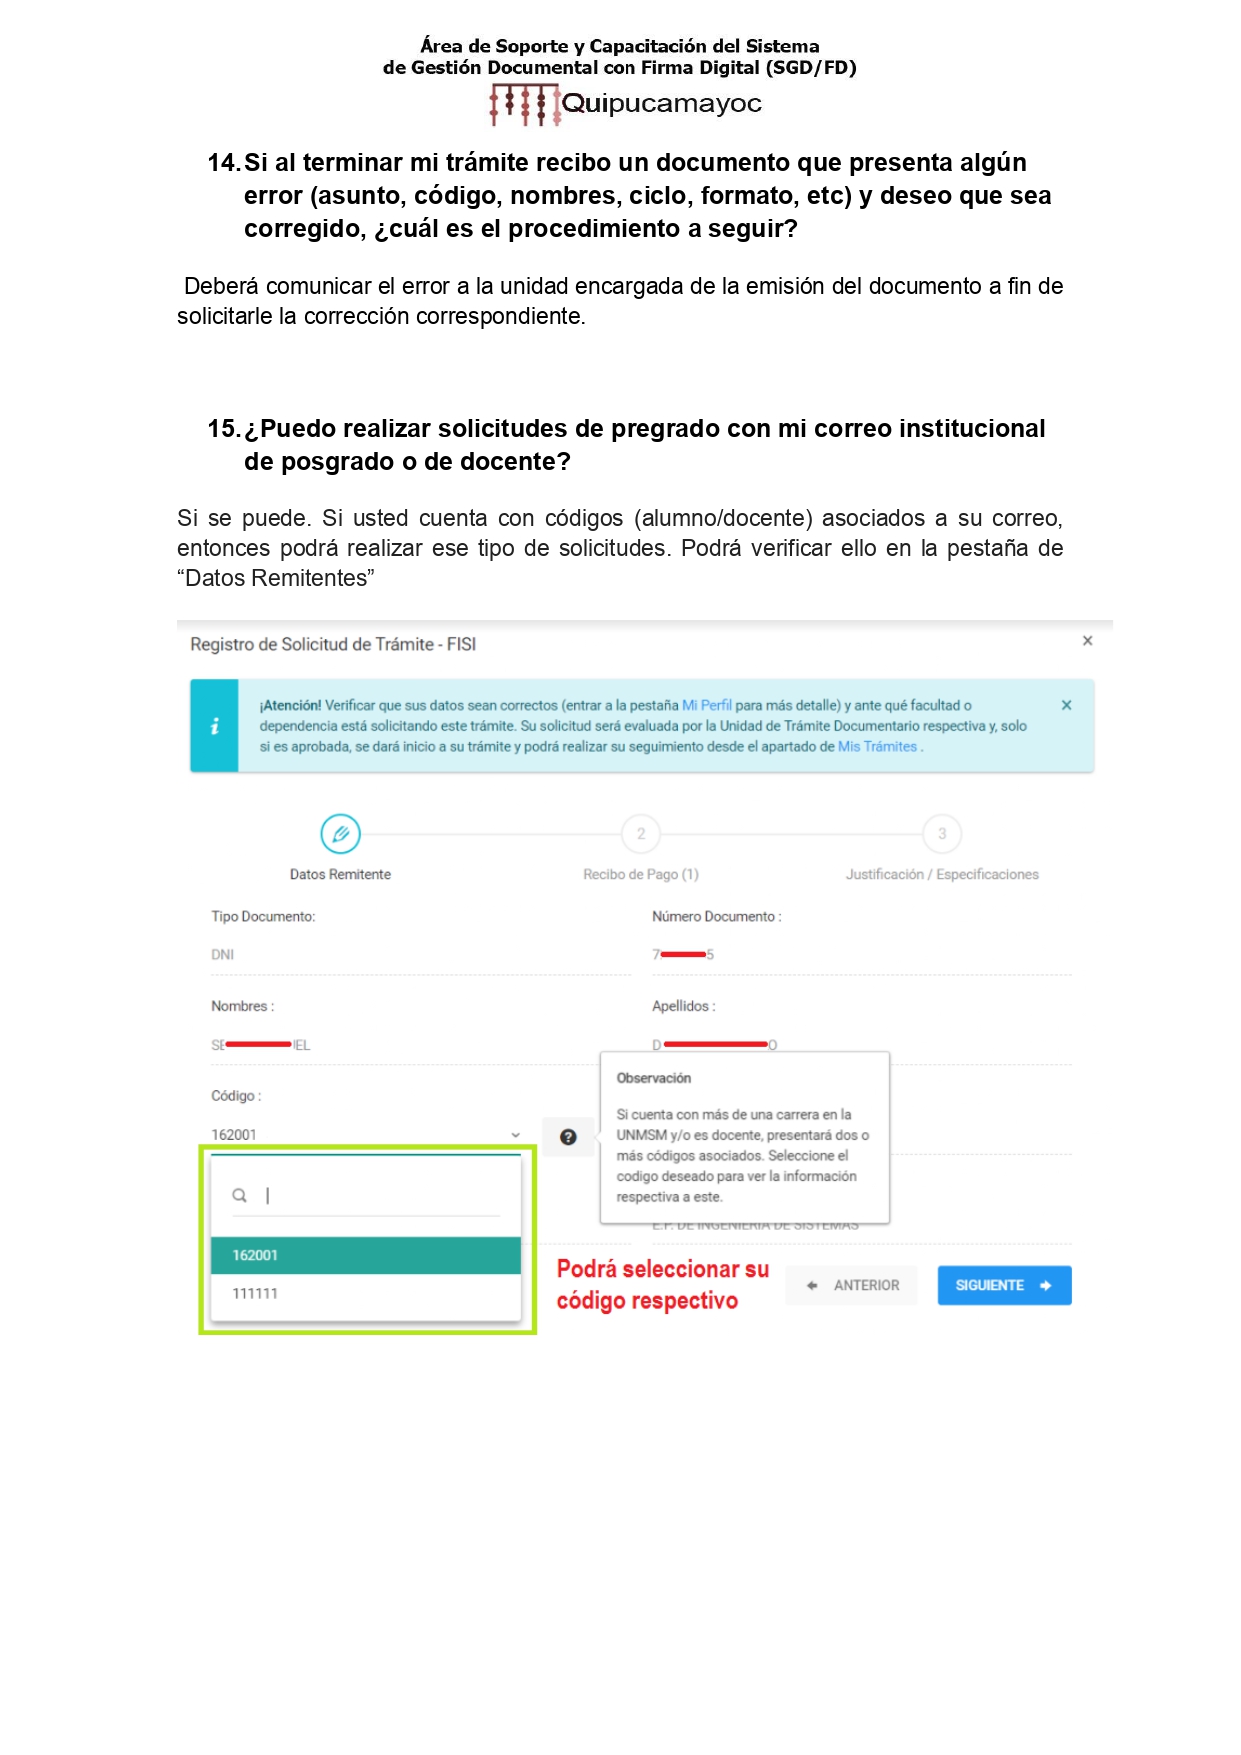 Área de Soporte y Capacitación del Sistema
de Gestión Documental con Firma Digital (SGD/FD)
Quipucamayoc
14. Si al terminar mi trámite recibo un documento que presenta algún
error (asunto, código, nombres, ciclo, formato, etc) y deseo que sea
corregido, ¿cuál es el procedimiento a seguir?
Deberá comunicar el error a la unidad encargada de la emisión del documento a fin de
solicitarle la corrección correspondiente.
15. ¿Puedo realizar solicitudes de pregrado con mi correo institucional
de posgrado o de docente?
Si se puede. Si usted cuenta con códigos (alumno/docente) asociados a su correo,
entonces podrá realizar ese tipo de solicitudes. Podrá verificar ello en la pestaña de
“Datos Remitentes”
Registro de Solicitud de Trámite - FISI
¡Atención! Verificar que sus datos sean correctos (entrar a la pestaña Mi Perfil para más detalle) y ante qué facultad o
dependencia está solicitando este trámite. Su solicitud será evaluada por la Unidad de Trámite Documentario respectiva y, solo
si es aprobada, se dará inicio a su trámite y podrá realizar su seguimiento desde el apartado de Mis Trámites .
2 3
Datos Remitente Recibo de Pago (1) Justificación / Especificaciones
Tipo Documento: Número Documento :
DNI 7 5
Nombres : Apellidos :
SE UEL D O
Código :
162001
Observación
Si cuenta con más de una carrera en la
UNMSM y/o es docente, presentará dos o
más códigos asociados. Seleccione el
codigo deseado para ver la información
respectiva a este.
E.P. DE INGENIERIA DE SISTEMAS
162001
111111
Podrá seleccionar su
código respectivo
ANTERIOR SIGUIENTE